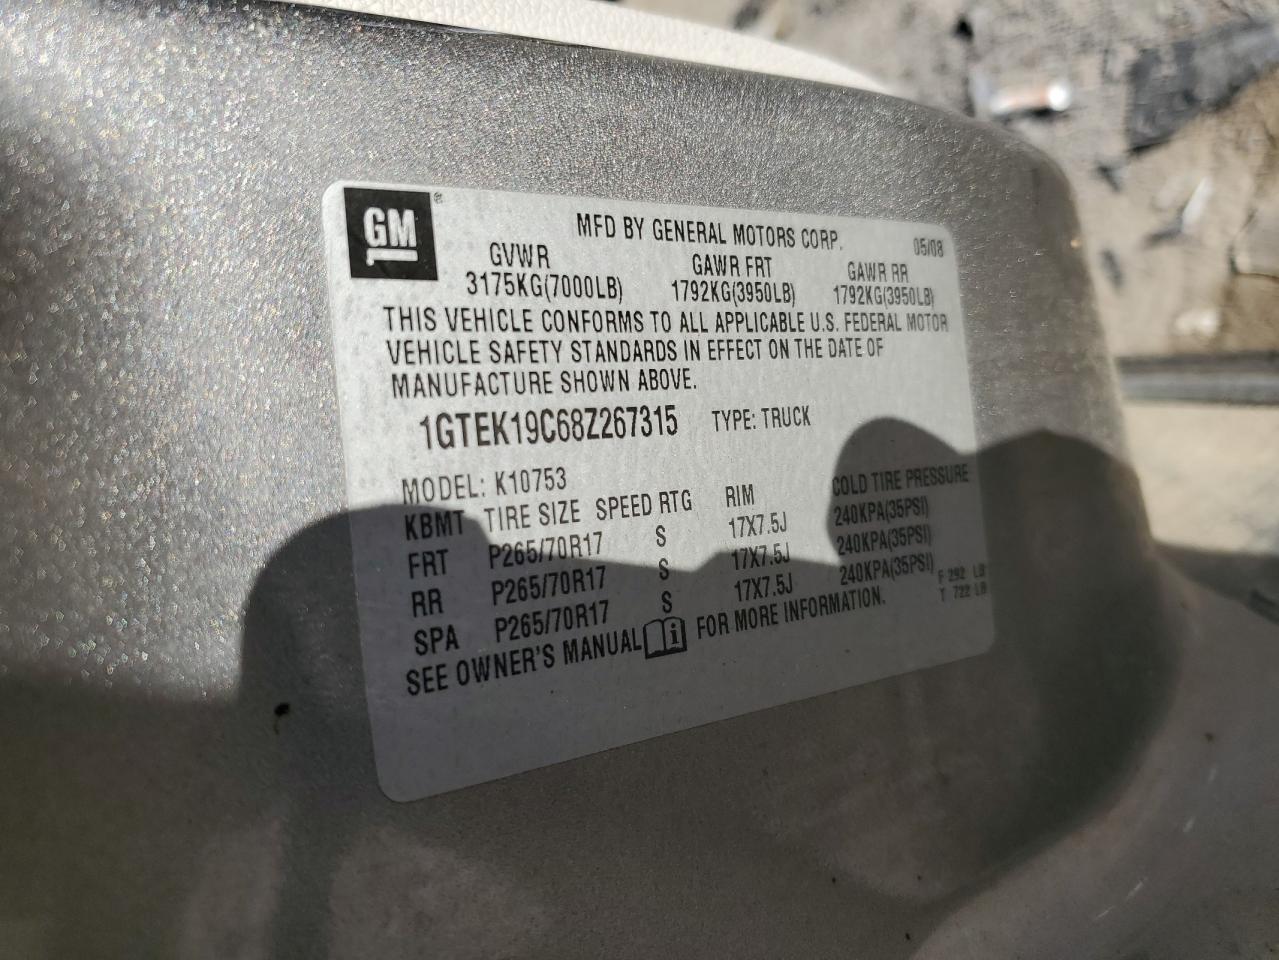 GM ®
MFD BY GENERAL MOTORS CORP. 05/08
GVWR GAWR FRT GAWR RR
3175KG(7000LB) 1792KG(3950LB) 1792KG(3950LB)
THIS VEHICLE CONFORMS TO ALL APPLICABLE U.S. FEDERAL MOTOR
VEHICLE SAFETY STANDARDS IN EFFECT ON THE DATE OF
MANUFACTURE SHOWN ABOVE.
1GTEK19C68Z267315 TYPE: TRUCK
MODEL: K10753
KBMT TIRE SIZE SPEED RTG RIM COLD TIRE PRESSURE
FRT P265/70R17 S 17X7.5J 240KPA(35PSI)
RR P265/70R17 S 17X7.5J 240KPA(35PSI)
SPA P265/70R17 S 17X7.5J 240KPA(35PSI)
SEE OWNER'S MANUAL i FOR MORE INFORMATION.
F 292 LB
T 722 LB